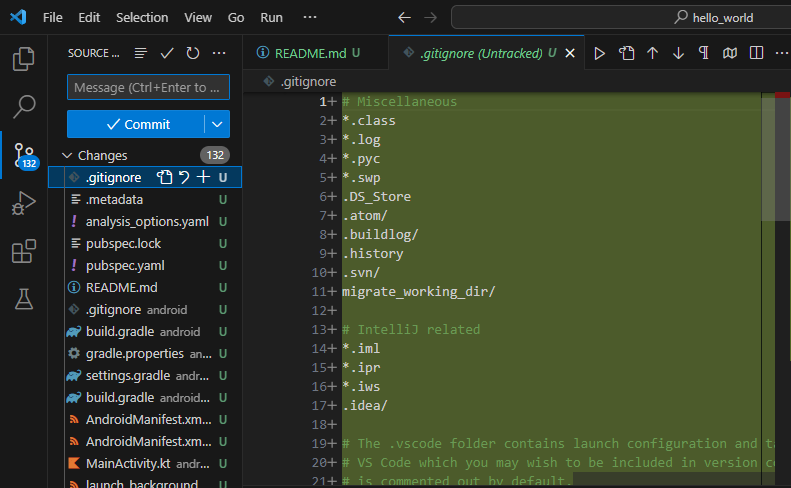 File Edit Selection View Go Run ···
hello_world
SOURCE ...
Message (Ctrl+Enter to ...
Commit
Changes 132
132
.gitignore U
.metadata U
analysis_options.yaml U
pubspec.lock U
pubspec.yaml U
README.md U
.gitignore android U
build.gradle android U
gradle.properties an... U
settings.gradle andr... U
build.gradle android... U
AndroidManifest.xm... U
AndroidManifest.xm... U
MainActivity.kt andr... U
launch_background
README.md U
.gitignore (Untracked) U
.gitignore
1+ # Miscellaneous
2+ *.class
3+ *.log
4+ *.pyc
5+ *.swp
6+ .DS_Store
7+ .atom/
8+ .buildlog/
9+ .history
10+ .svn/
11+ migrate_working_dir/
12+
13+ # IntelliJ related
14+ *.iml
15+ *.ipr
16+ *.iws
17+ .idea/
18+
19+ # The .vscode folder contains launch configuration and ta
20+ # VS Code which you may wish to be included in version co
21+ # is commented out by default.